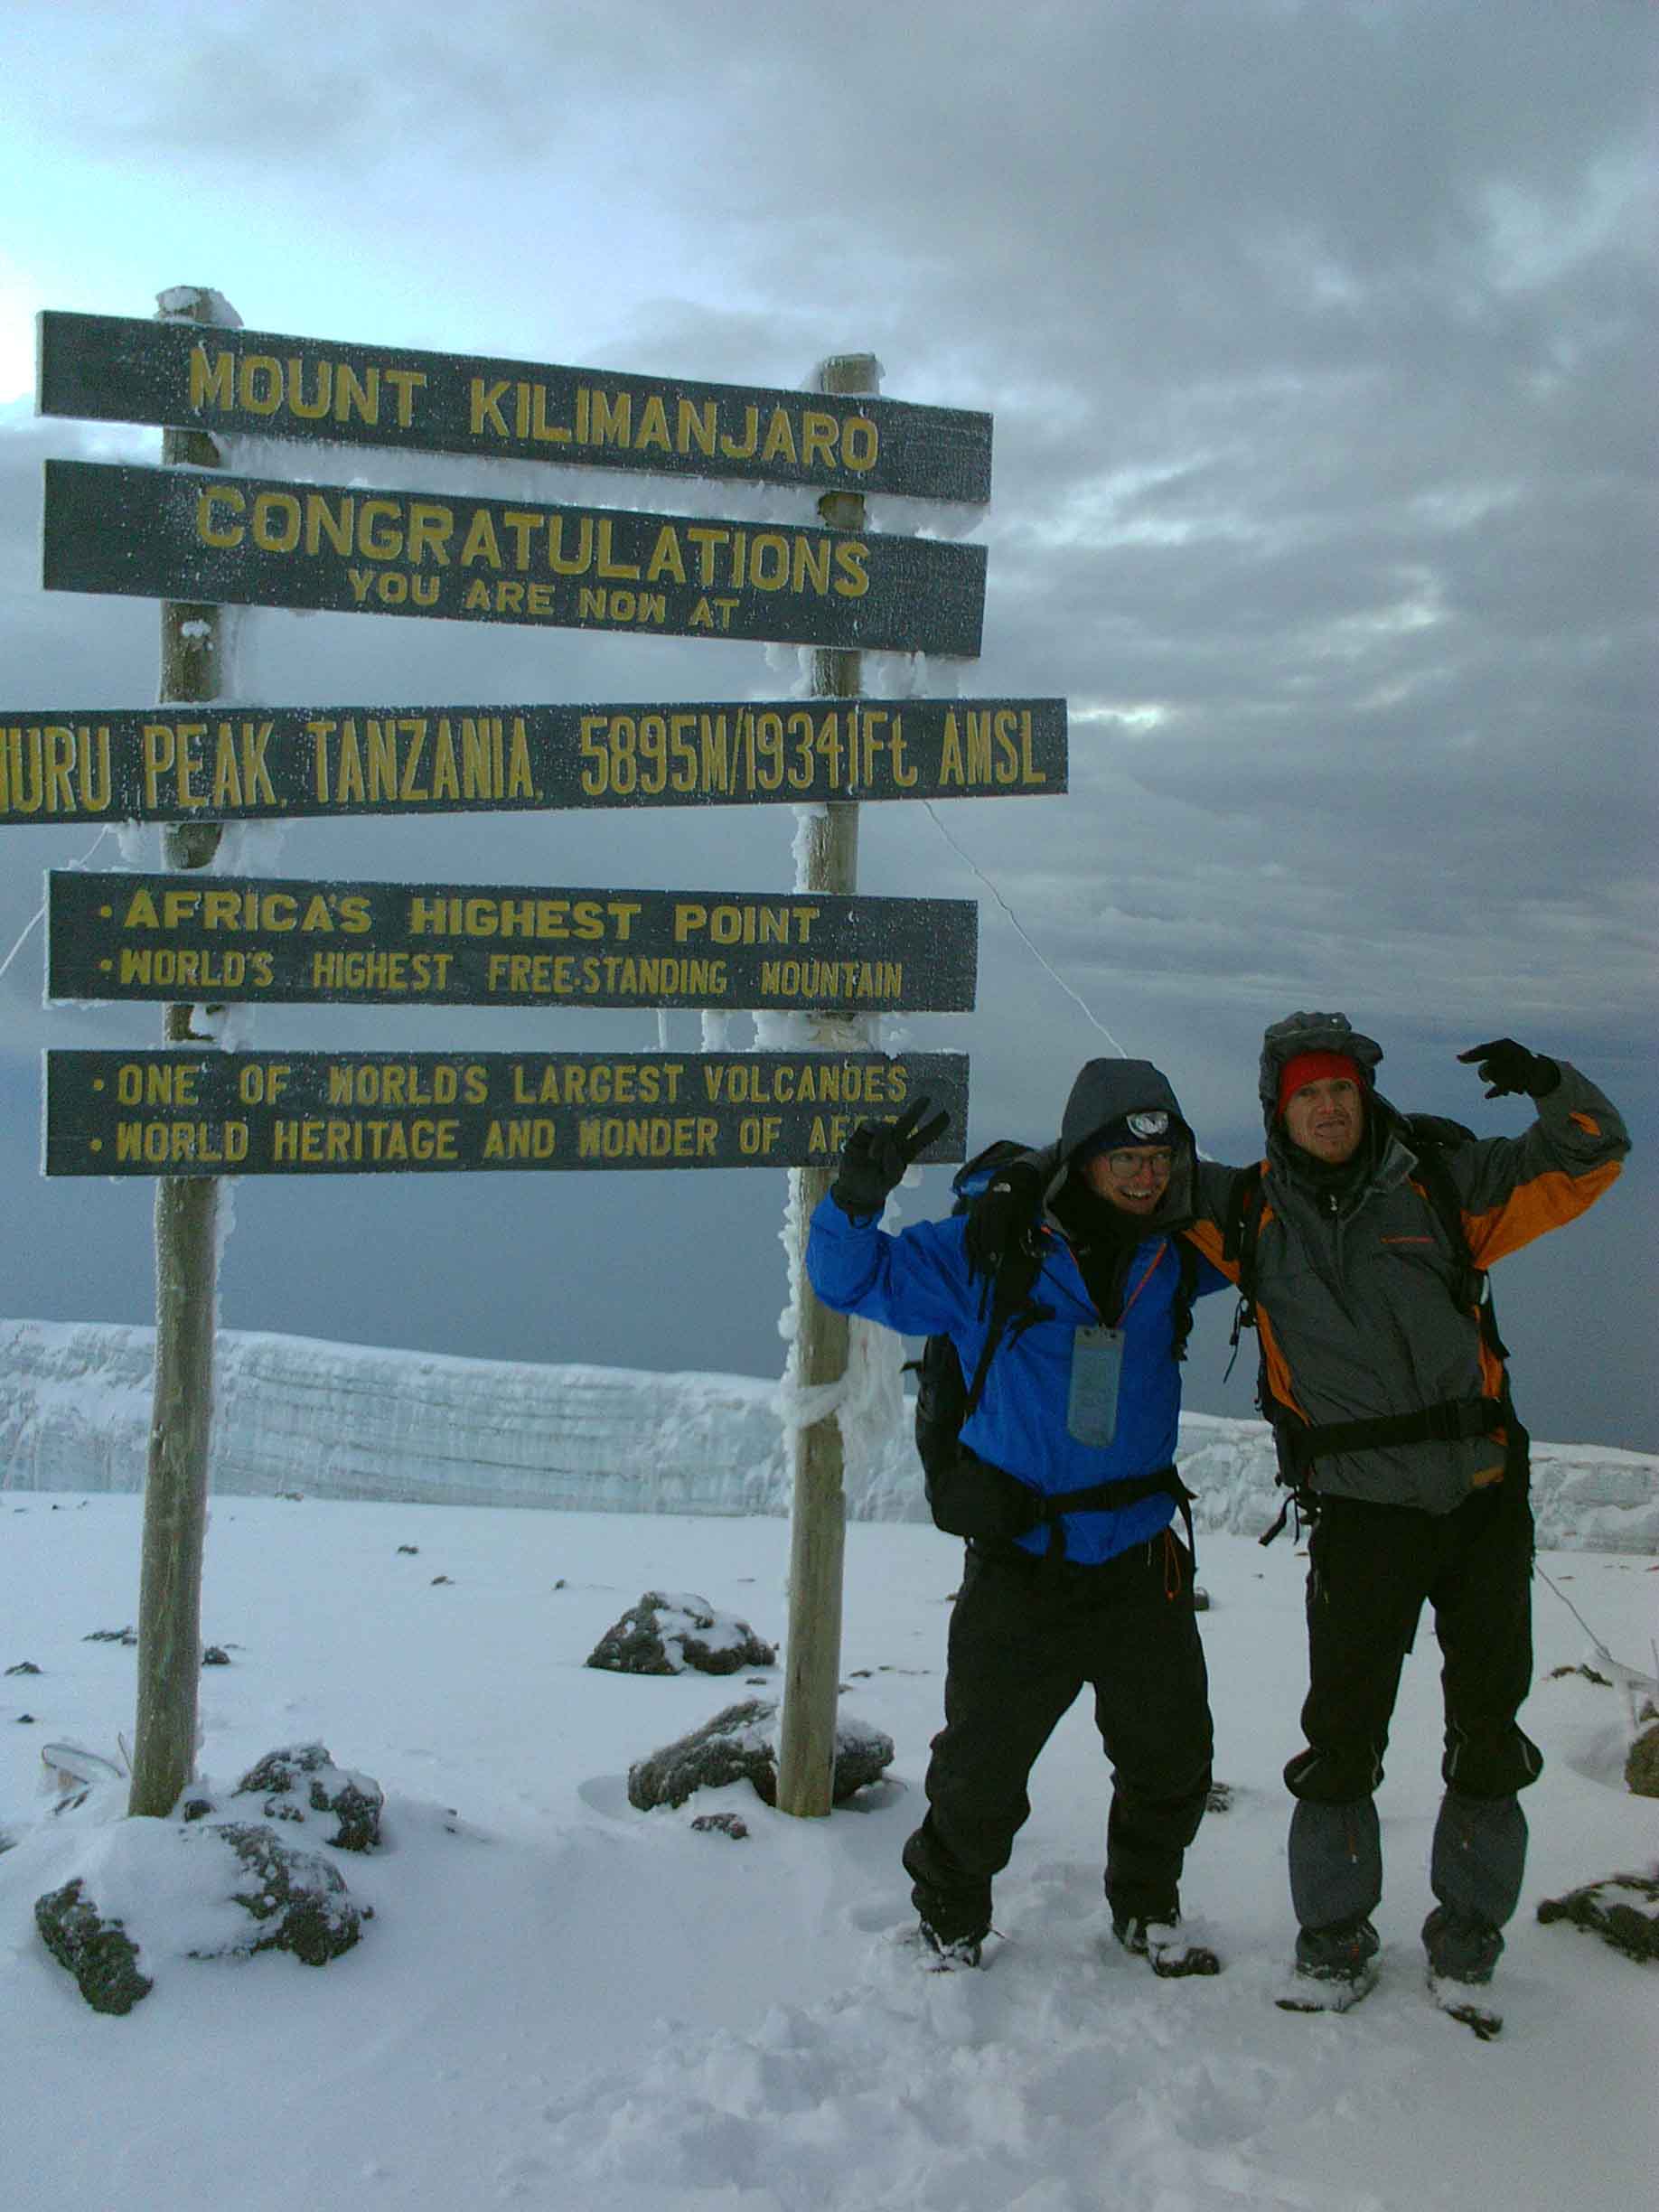 MOUNT KILIMANJARO
CONGRATULATIONS
YOU ARE NOW AT
PEAK, TANZANIA, 5895M/19341Ft AMSL
• AFRICA'S HIGHEST POINT
• WORLD'S HIGHEST FREE-STANDING MOUNTAIN
• ONE OF WORLD'S LARGEST VOLCANOES
• WORLD HERITAGE AND WONDER OF